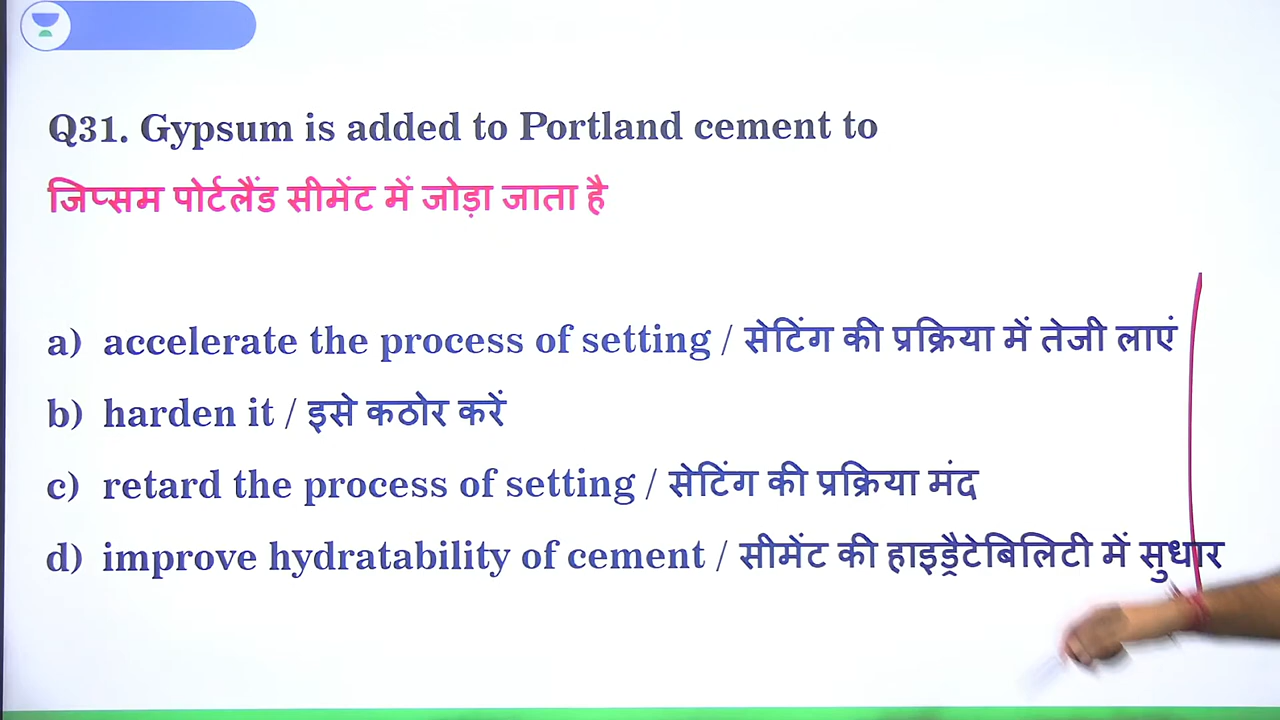 Q31. Gypsum is added to Portland cement to
जिप्सम पोर्टलैंड सीमेंट में जोड़ा जाता है
a) accelerate the process of setting / सेटिंग की प्रक्रिया में तेजी लाएं
b) harden it / इसे कठोर करें
c) retard the process of setting / सेटिंग की प्रक्रिया मंद
d) improve hydratability of cement / सीमेंट की हाइड्रैटेबिलिटी में सुधार